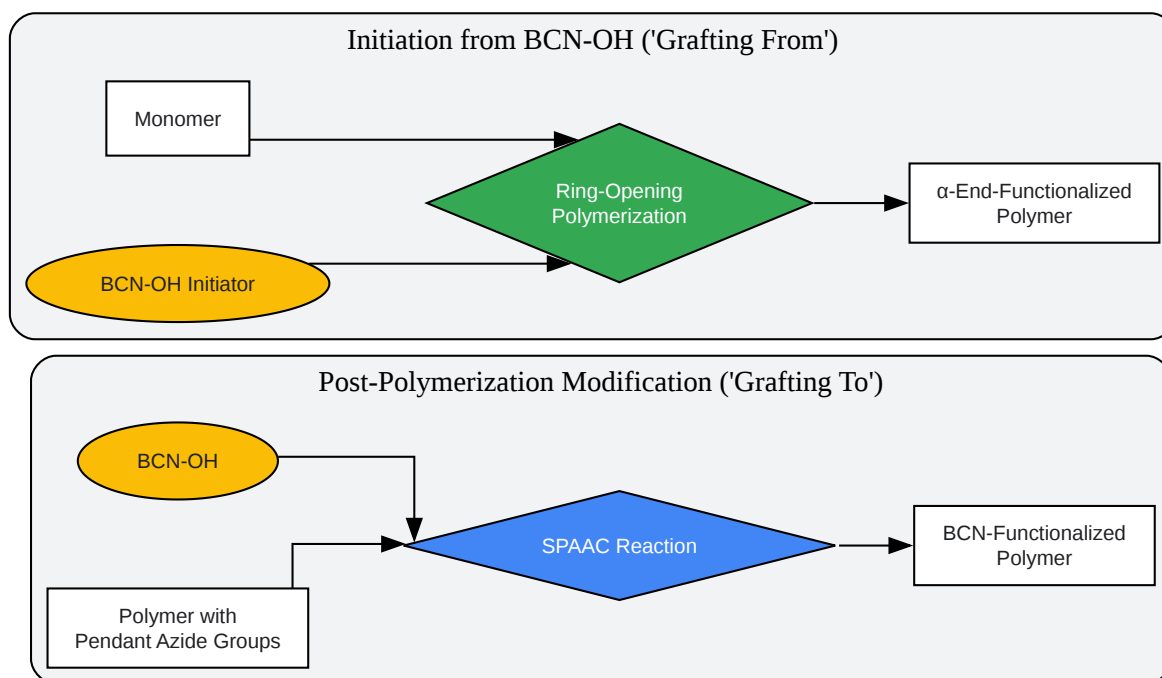 Initiation from BCN-OH ('Grafting From')
Monomer
Ring-Opening
Polymerization
α-End-Functionalized
Polymer
BCN-OH Initiator
Post-Polymerization Modification ('Grafting To')
BCN-OH
SPAAC Reaction
BCN-Functionalized
Polymer
Polymer with
Pendant Azide Groups